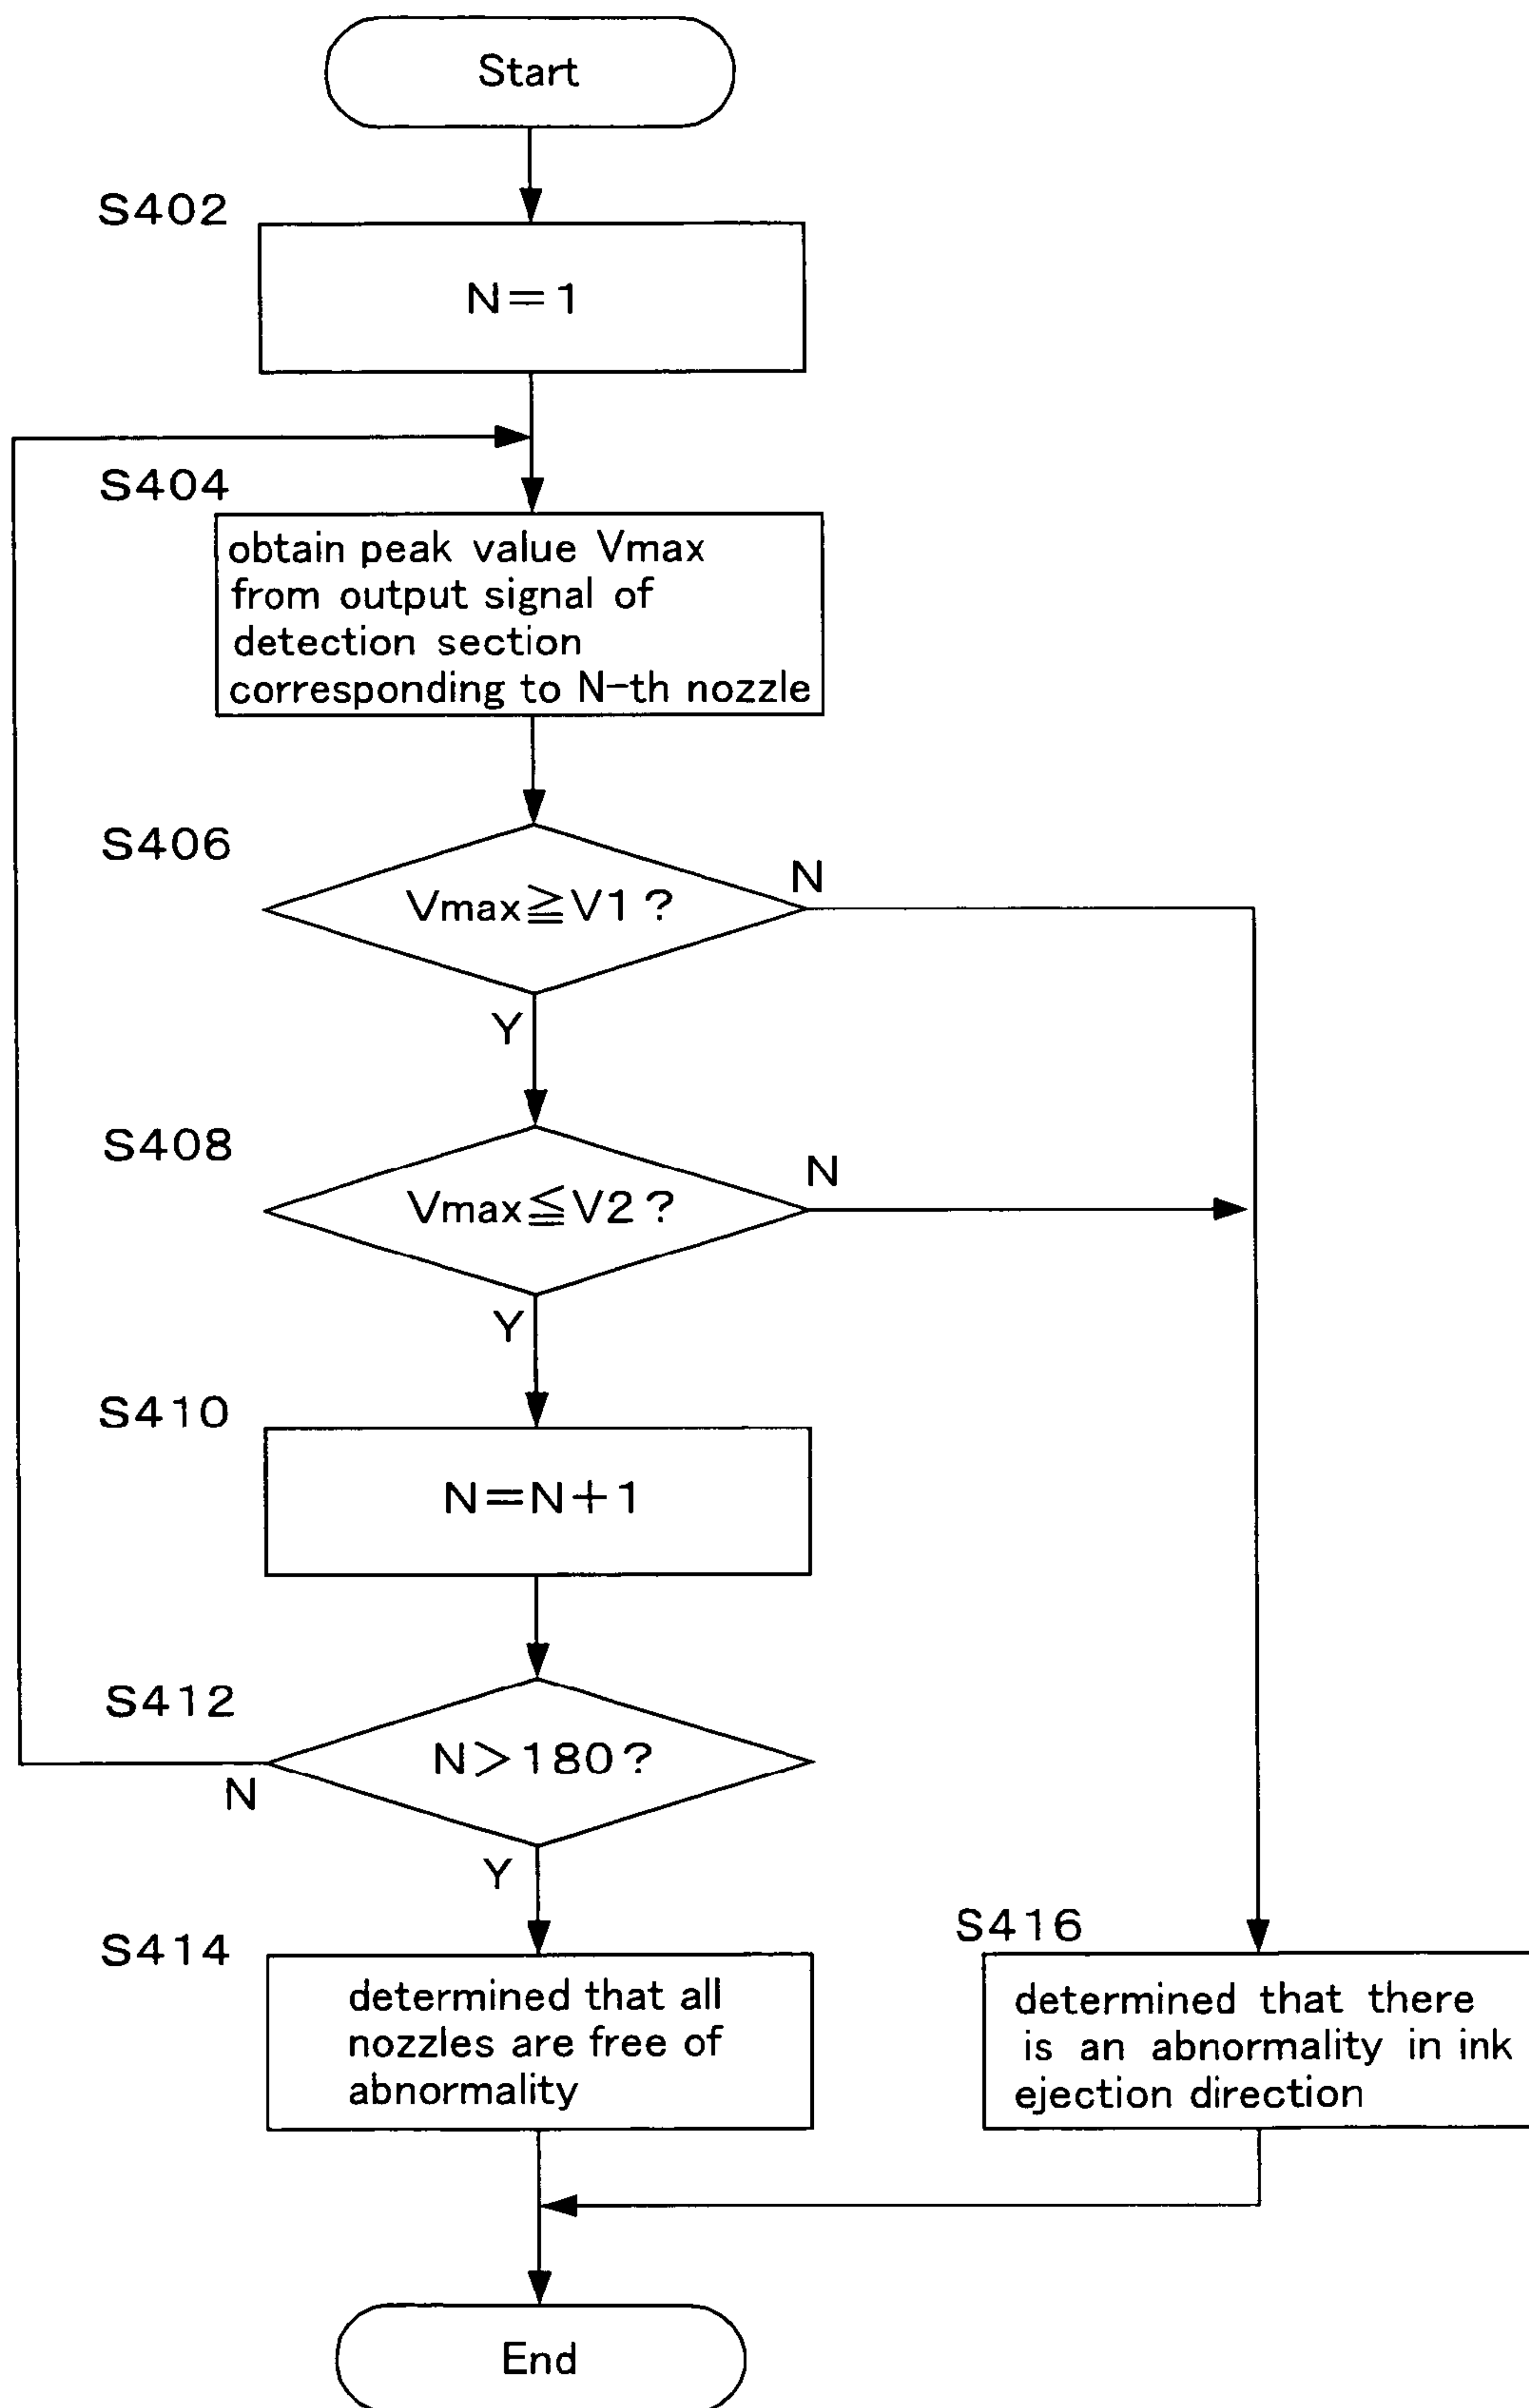 Start
S402
N=1
S404
obtain peak value Vmax
from output signal of
detection section
corresponding to N-th nozzle
S406
Vmax≧V1?
N
Y
S408
Vmax≦V2?
N
Y
S410
N=N+1
S412
N>180?
N
Y
S414
determined that all
nozzles are free of
abnormality
S416
determined that there
is an abnormality in ink
ejection direction
End